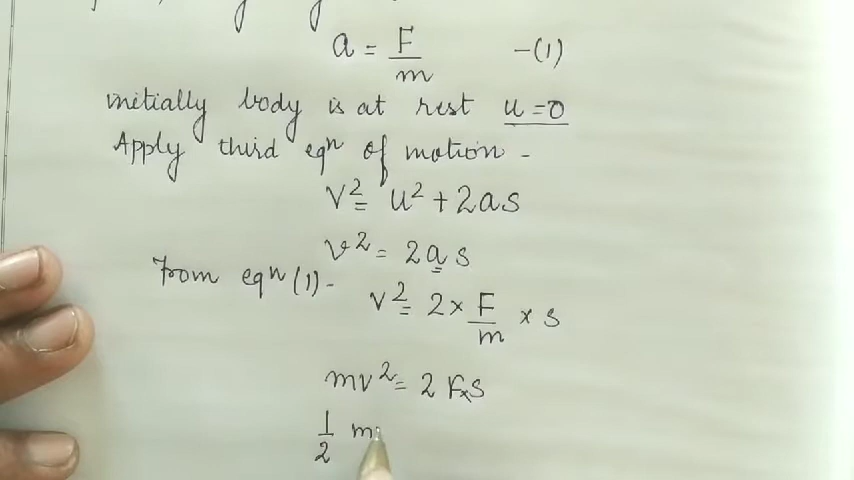 a = F/m -(1)
initially body is at rest u=0
Apply third eqn of motion -
V² = u² + 2as
v² = 2as
from eqn (1)-
V² = 2 x F/m x s
mv² = 2 Fxs
1/2 m